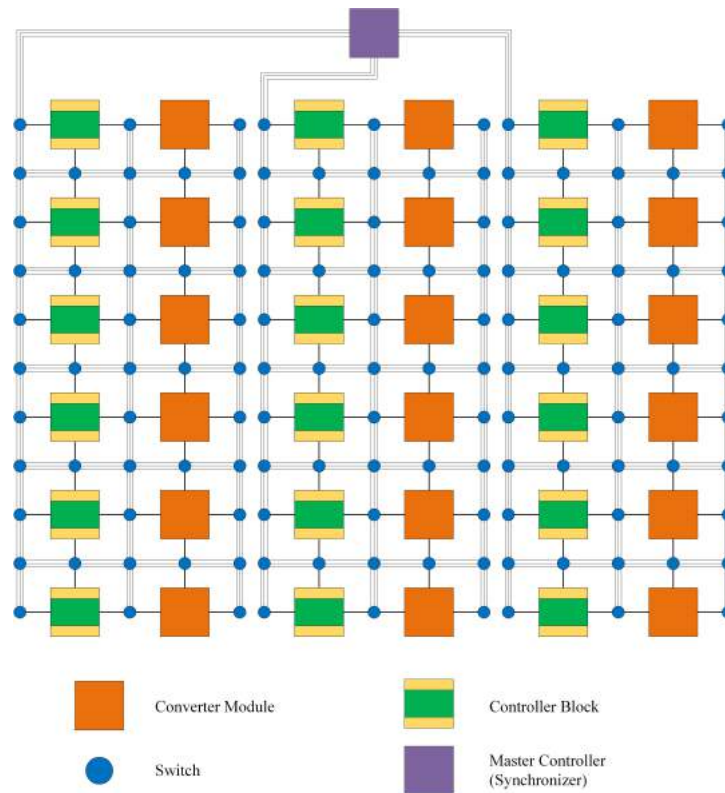 Converter Module
Controller Block
Switch
Master Controller
(Synchronizer)